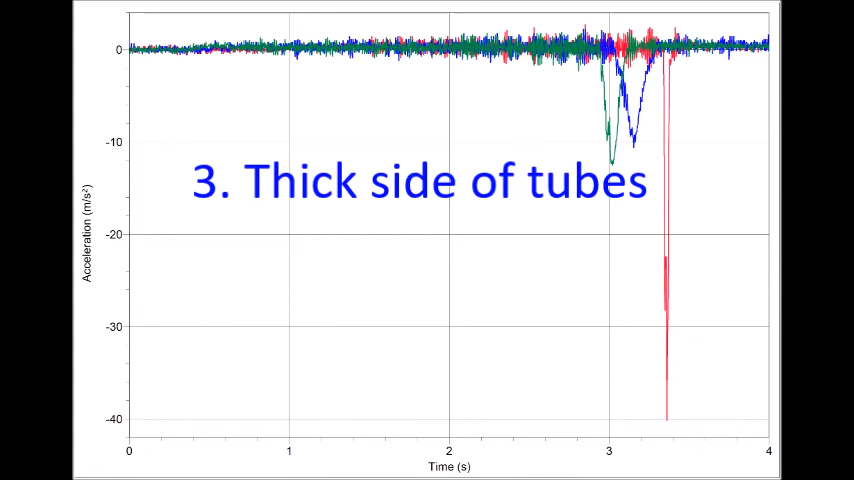 0
-10
3. Thick side of tubes
-20
-30
-40
Acceleration (m/s²)
0 1 2 3 4
Time (s)